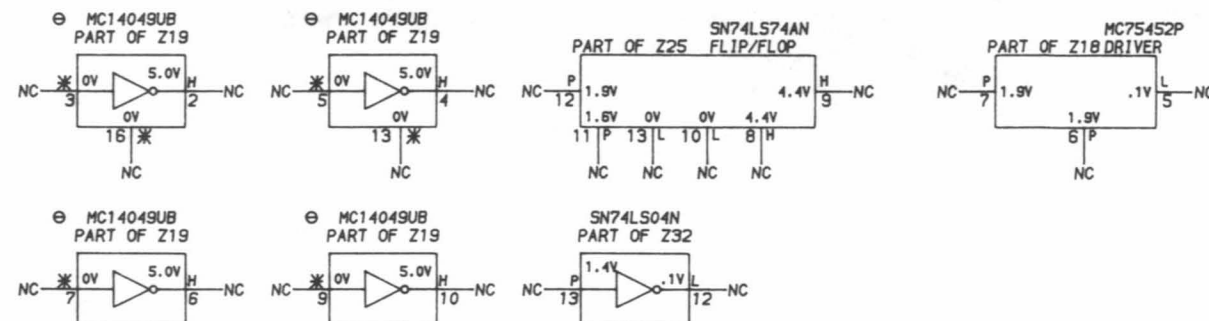 ⊖ MC14049UB
PART OF Z19
NC 3 * 0V 5.0V H 2 NC
0V
16 *
NC
⊖ MC14049UB
PART OF Z19
NC 5 * 0V 5.0V H 4 NC
0V
13 *
NC
SN74LS74AN
PART OF Z25 FLIP/FLOP
NC P 12 1.9V 4.4V H 9 NC
1.6V 0V 0V 4.4V
11 P 13 L 10 L 8 H
NC NC NC NC
MC75452P
PART OF Z18 DRIVER
NC P 7 1.9V .1V L 5 NC
1.9V
6 P
NC
⊖ MC14049UB
PART OF Z19
NC * 7 0V 5.0V H 6 NC
⊖ MC14049UB
PART OF Z19
NC * 9 0V 5.0V H 10 NC
SN74LS04N
PART OF Z32
NC P 13 1.4V .1V L 12 NC